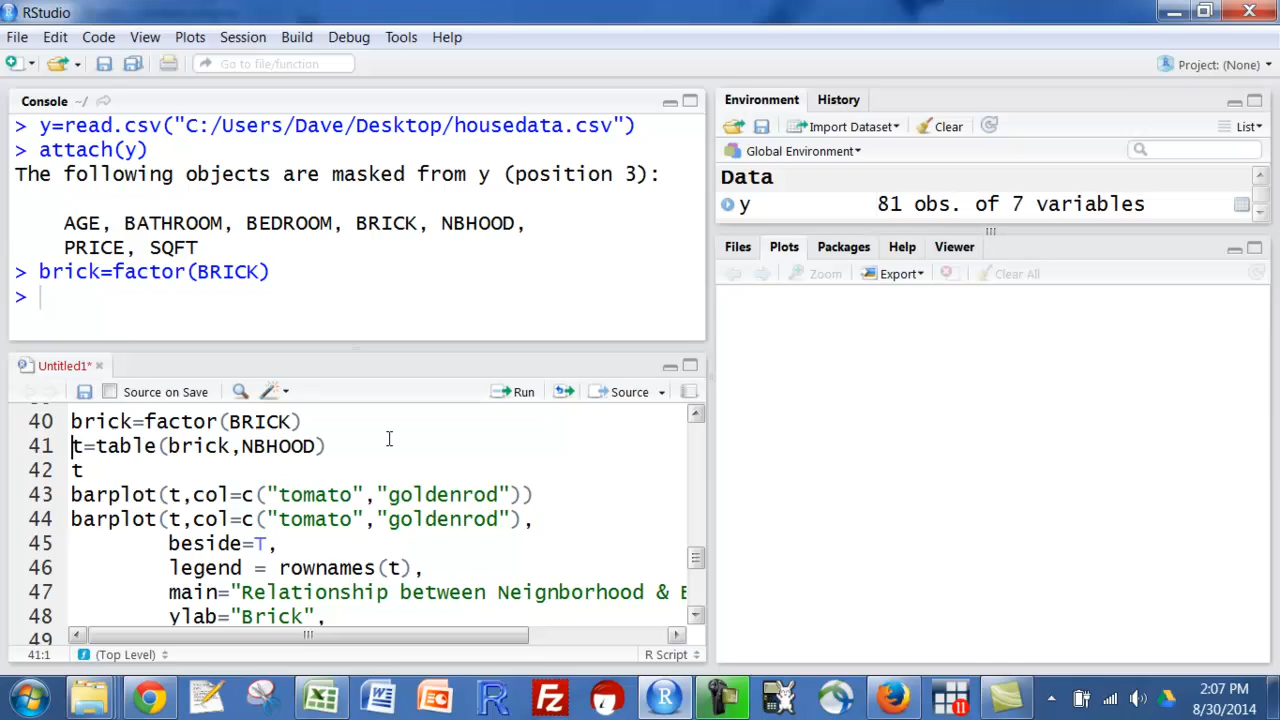 RStudio
File Edit Code View Plots Session Build Debug Tools Help
Go to file/function
Project: (None)
Console ~/
> y=read.csv("C:/Users/Dave/Desktop/housedata.csv")
> attach(y)
The following objects are masked from y (position 3):
AGE, BATHROOM, BEDROOM, BRICK, NBHOOD,
PRICE, SQFT
> brick=factor(BRICK)
>
Environment History
Import Dataset Clear List
Global Environment
Data
y 81 obs. of 7 variables
Files Plots Packages Help Viewer
Zoom Export Clear All
Untitled1*
Source on Save Run Source
40 brick=factor(BRICK)
41 t=table(brick,NBHOOD)
42 t
43 barplot(t,col=c("tomato","goldenrod"))
44 barplot(t,col=c("tomato","goldenrod"),
45 beside=T,
46 legend = rownames(t),
47 main="Relationship between Neignborhood & B
48 ylab="Brick",
49
41:1 (Top Level) R Script
2:07 PM
8/30/2014